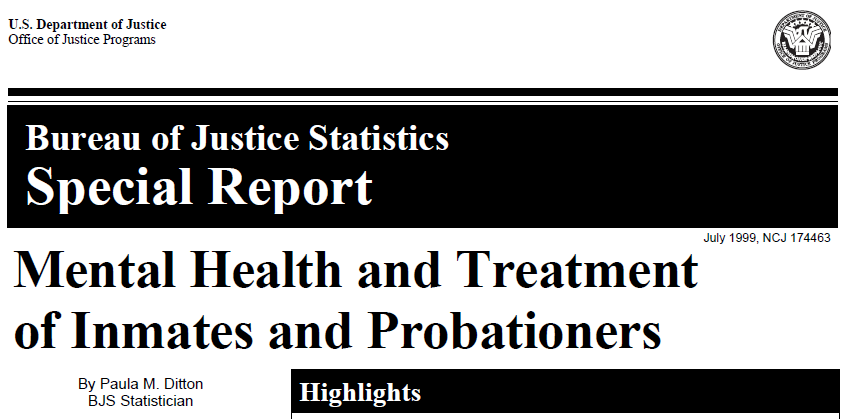 U.S. Department of Justice
Office of Justice Programs
Bureau of Justice Statistics
Special Report
July 1999, NCJ 174463
Mental Health and Treatment
of Inmates and Probationers
By Paula M. Ditton
BJS Statistician
Highlights